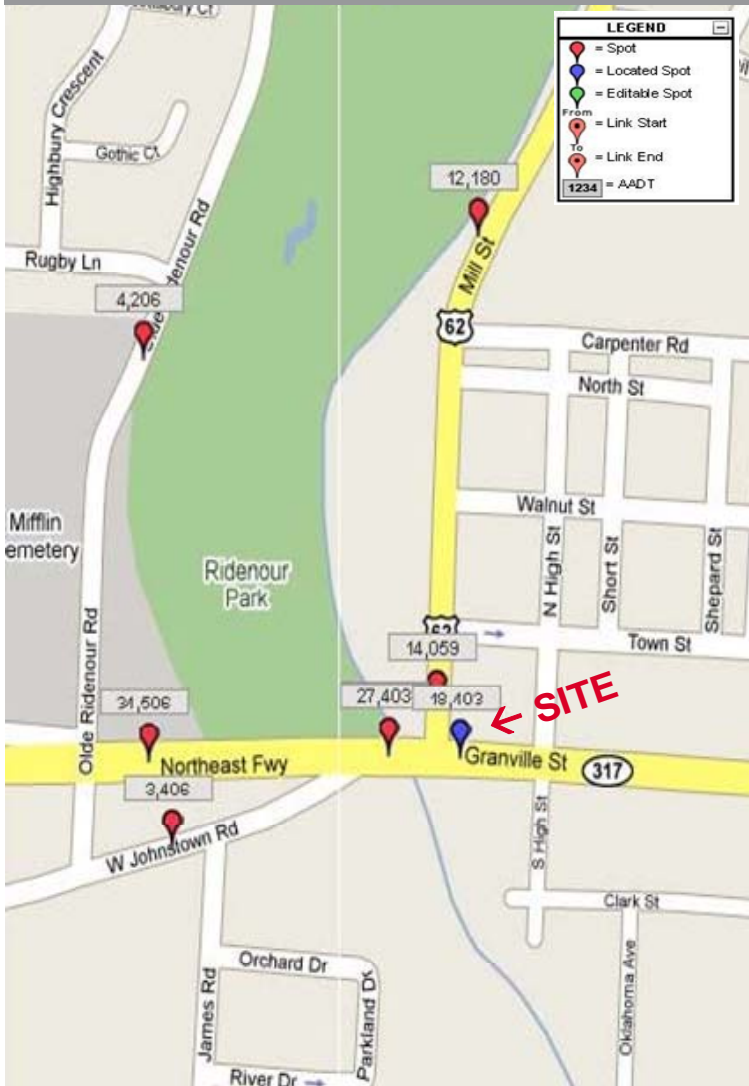 LEGEND
= Spot
= Located Spot
= Editable Spot
From
= Link Start
To
= Link End
1234 = AADT
Highbury Crescent
Gothic Ct
Rugby Ln
4,206
12,180
Mill St
62
Carpenter Rd
North St
Walnut St
N High St
Short St
Shepard St
Town St
Mifflin
emetery
Ridenour
Park
Olde Ridenour Rd
62
14,059
27,403
18,403
← SITE
Northeast Fwy
Granville St
317
3,406
W Johnstown Rd
S High St
Clark St
Oklahoma Ave
Orchard Dr
James Rd
Parkland Dr
River Dr